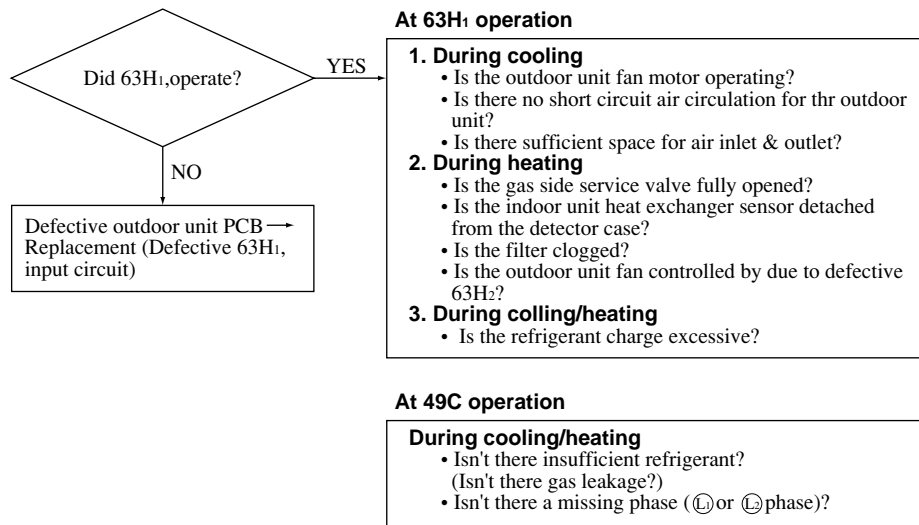 Did 63H₁,operate?
YES
NO
Defective outdoor unit PCB →
Replacement (Defective 63H₁,
input circuit)
At 63H₁ operation
1. During cooling
• Is the outdoor unit fan motor operating?
• Is there no short circuit air circulation for thr outdoor
unit?
• Is there sufficient space for air inlet & outlet?
2. During heating
• Is the gas side service valve fully opened?
• Is the indoor unit heat exchanger sensor detached
from the detector case?
• Is the filter clogged?
• Is the outdoor unit fan controlled by due to defective
63H₂?
3. During colling/heating
• Is the refrigerant charge excessive?
At 49C operation
During cooling/heating
• Isn't there insufficient refrigerant?
(Isn't there gas leakage?)
• Isn't there a missing phase (L₁ or L₂ phase)?